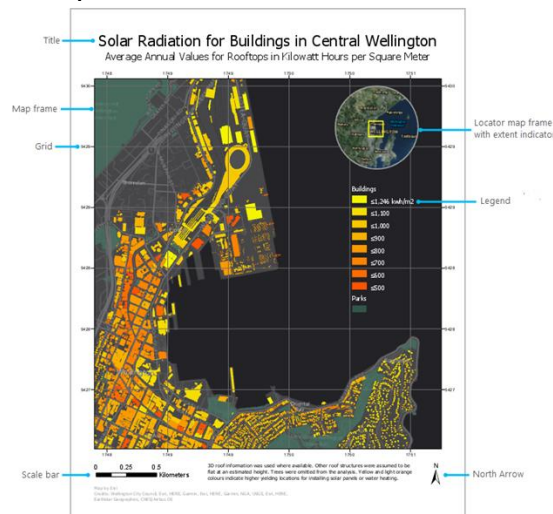 Title
Solar Radiation for Buildings in Central Wellington
Average Annual Values for Rooftops in Kilowatt Hours per Square Meter
Map frame
Grid
Locator map frame
with extent indicator
Buildings
≤1,246 kwh/m2
≤1,100
≤1,000
≤900
≤800
≤700
≤600
≤500
Parks
Legend
Scale bar
0 0.25 0.5
Kilometers
3D roof information was used where available. Other roof structures were assumed to be
flat at an estimated height. Trees were omitted from the analysis. Yellow and light orange
colours indicate higher yielding locations for installing solar panels or water heating.
N
North Arrow